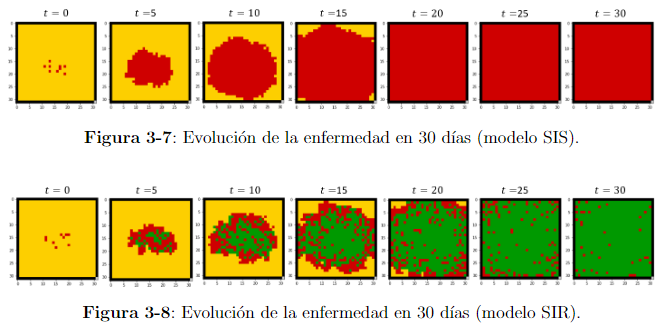 t = 0 t =5 t = 10 t =15 t = 20 t =25 t = 30
Figura 3-7: Evolución de la enfermedad en 30 días (modelo SIS).
t = 0 t =5 t = 10 t =15 t = 20 t =25 t = 30
Figura 3-8: Evolución de la enfermedad en 30 días (modelo SIR).